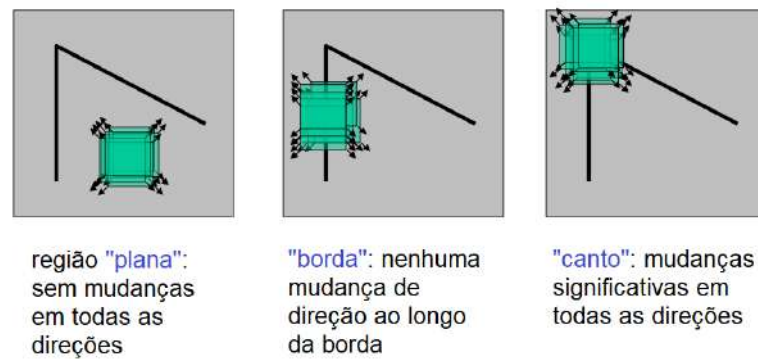 região "plana":
sem mudanças
em todas as
direções
"borda": nenhuma
mudança de
direção ao longo
da borda
"canto": mudanças
significativas em
todas as direções